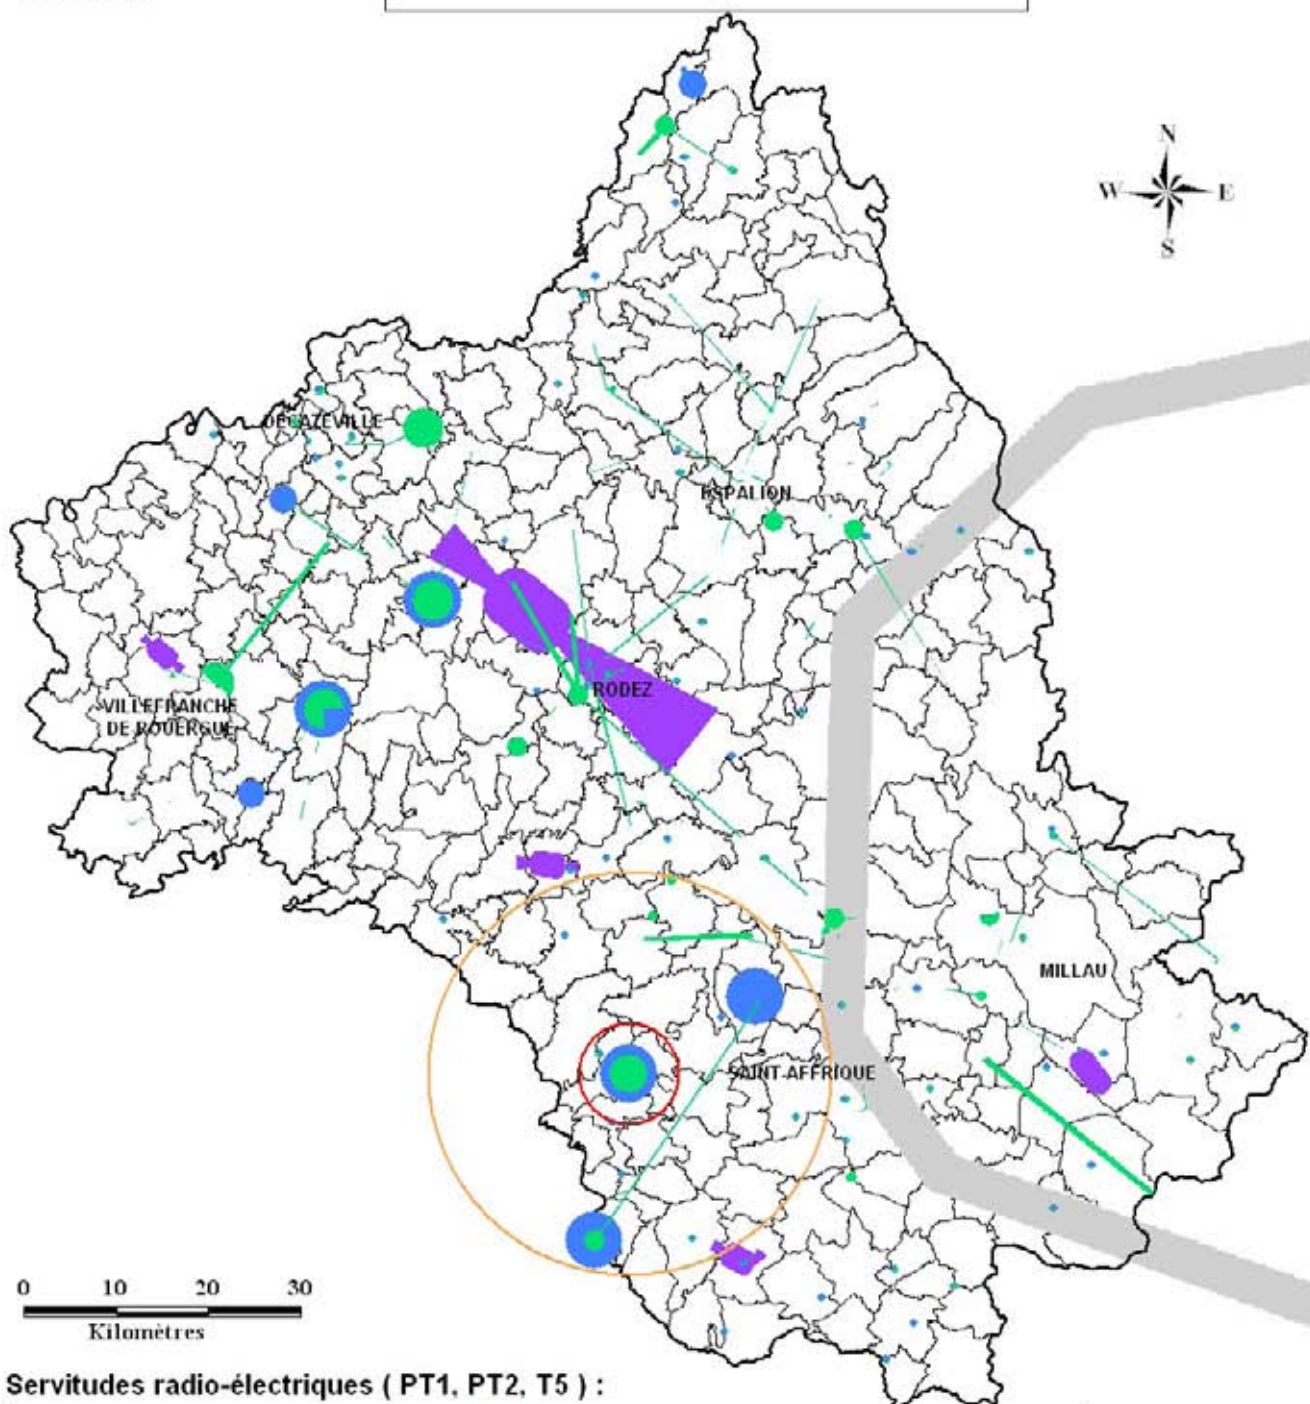 N
W E
S
DECAZEVILLE
ESPALION
RODEZ
VILLEFRANCHE
DE ROUERGUE
MILLAU
SAINT-AFFRIQUE
0 10 20 30
Kilomètres
Servitudes radio-électriques ( PT1, PT2, T5 ) :